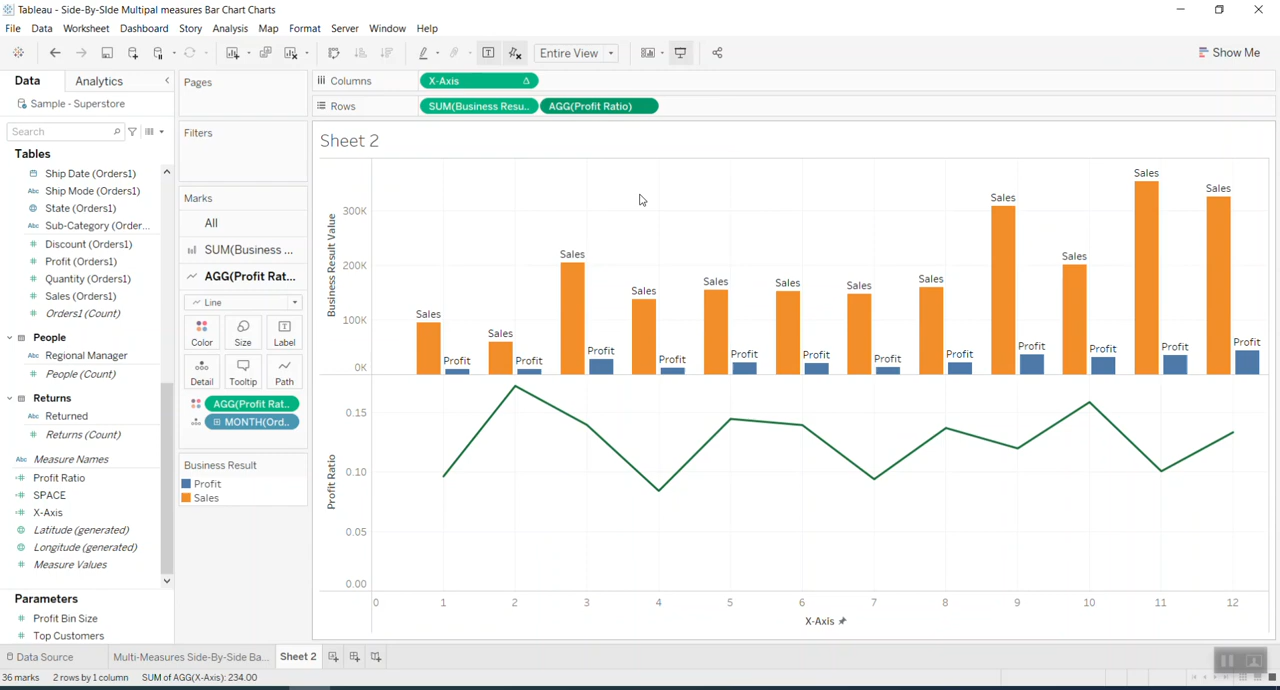 Tableau - Side-By-SIde Multipal measures Bar Chart Charts
File Data Worksheet Dashboard Story Analysis Map Format Server Window Help
Entire View
Show Me
Data Analytics
Sample - Superstore
Search
Tables
Abc Ship Date (Orders1)
Abc Ship Mode (Orders1)
State (Orders1)
Abc Sub-Category (Order...
# Discount (Orders1)
# Profit (Orders1)
# Quantity (Orders1)
# Sales (Orders1)
# Orders1 (Count)
People
Abc Regional Manager
# People (Count)
Returns
Abc Returned
# Returns (Count)
Abc Measure Names
=# Profit Ratio
=# SPACE
=# X-Axis
Latitude (generated)
Longitude (generated)
# Measure Values
Parameters
# Profit Bin Size
# Top Customers
Pages
Filters
Marks
All
SUM(Business ...
AGG(Profit Rat...
Line
Color Size Label
Detail Tooltip Path
AGG(Profit Rat..
MONTH(Ord..
Business Result
Profit
Sales
Columns X-Axis Δ
Rows SUM(Business Resu.. AGG(Profit Ratio)
Sheet 2
Business Result Value
300K
200K
100K
0K
Sales Profit
Sales Profit
Sales Profit
Sales Profit
Sales Profit
Sales Profit
Sales Profit
Sales Profit
Sales Profit
Sales Profit
Sales Profit
Sales Profit
Profit Ratio
0.15
0.10
0.05
0.00
0 1 2 3 4 5 6 7 8 9 10 11 12
X-Axis
Data Source Multi-Measures Side-By-Side Ba... Sheet 2
36 marks 2 rows by 1 column SUM of AGG(X-Axis): 234.00